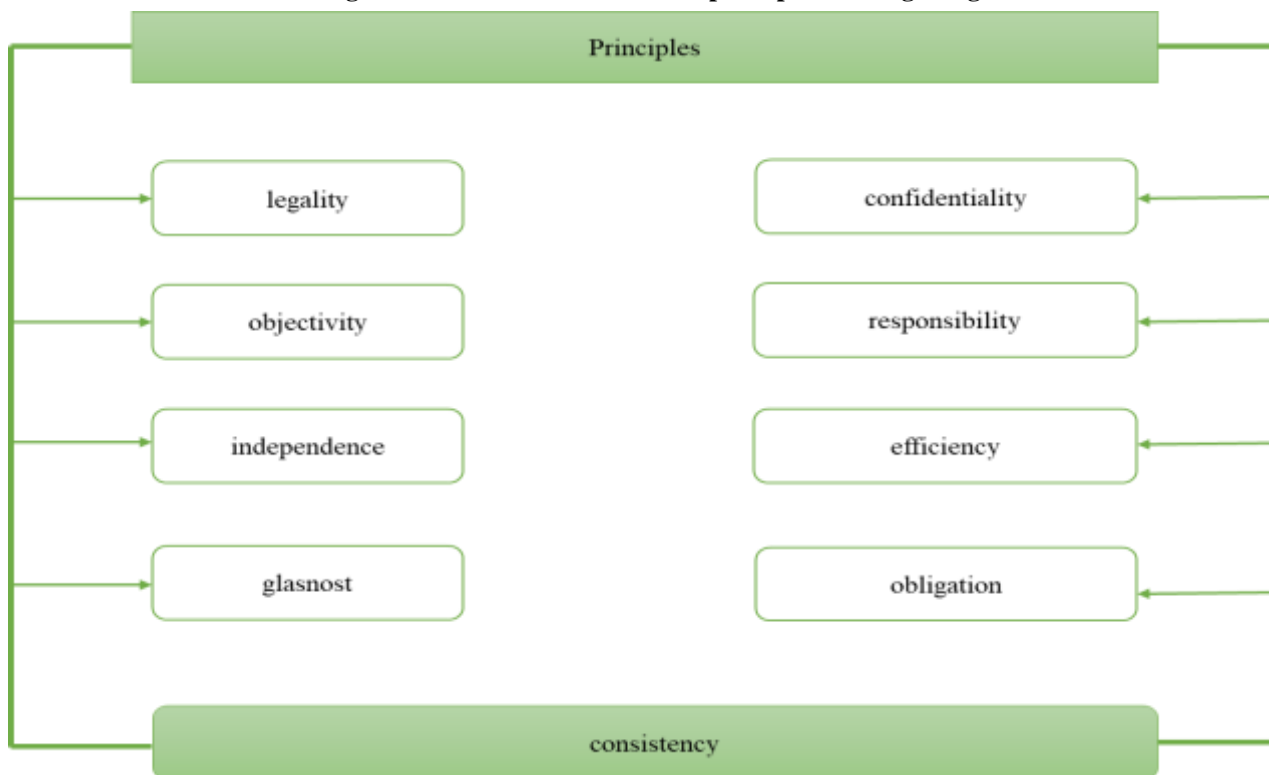 Principles
legality
confidentiality
objectivity
responsibility
independence
efficiency
glasnost
obligation
consistency